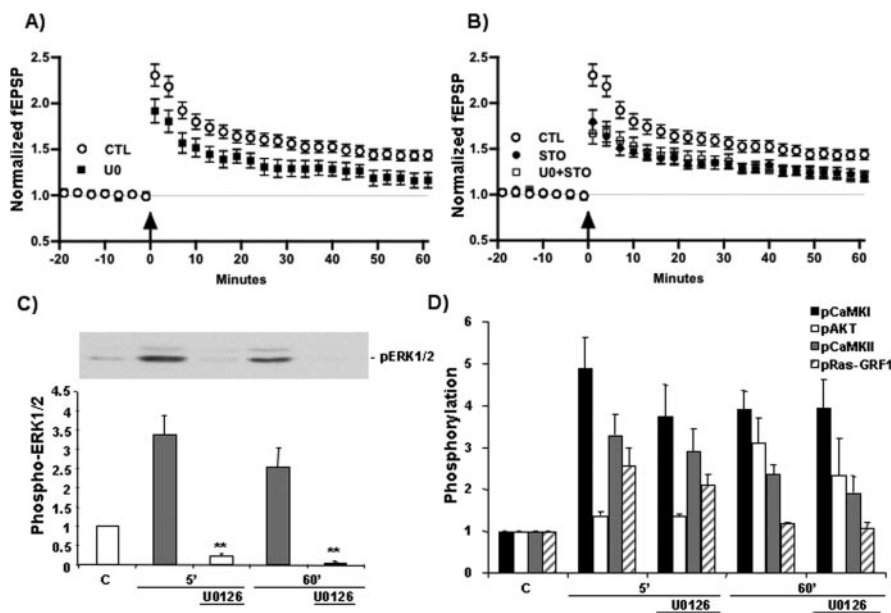 A)
Normalized fEPSP
2.5
2.0
1.5
1.0
0.5
CTL
U0
-20 -10 0 10 20 30 40 50 60
Minutes
B)
Normalized fEPSP
2.5
2.0
1.5
1.0
0.5
CTL
STO
U0+STO
-20 -10 0 10 20 30 40 50 60
Minutes
C)
- pERK1/2
Phospho-ERK1/2
4.5
4
3.5
3
2.5
2
1.5
1
0.5
0
** **
C 5' 60'
U0126 U0126
D)
pCaMKI
pAKT
pCaMKII
pRas-GRF1
Phosphorylation
6
5
4
3
2
1
0
C 5' 60'
U0126 U0126